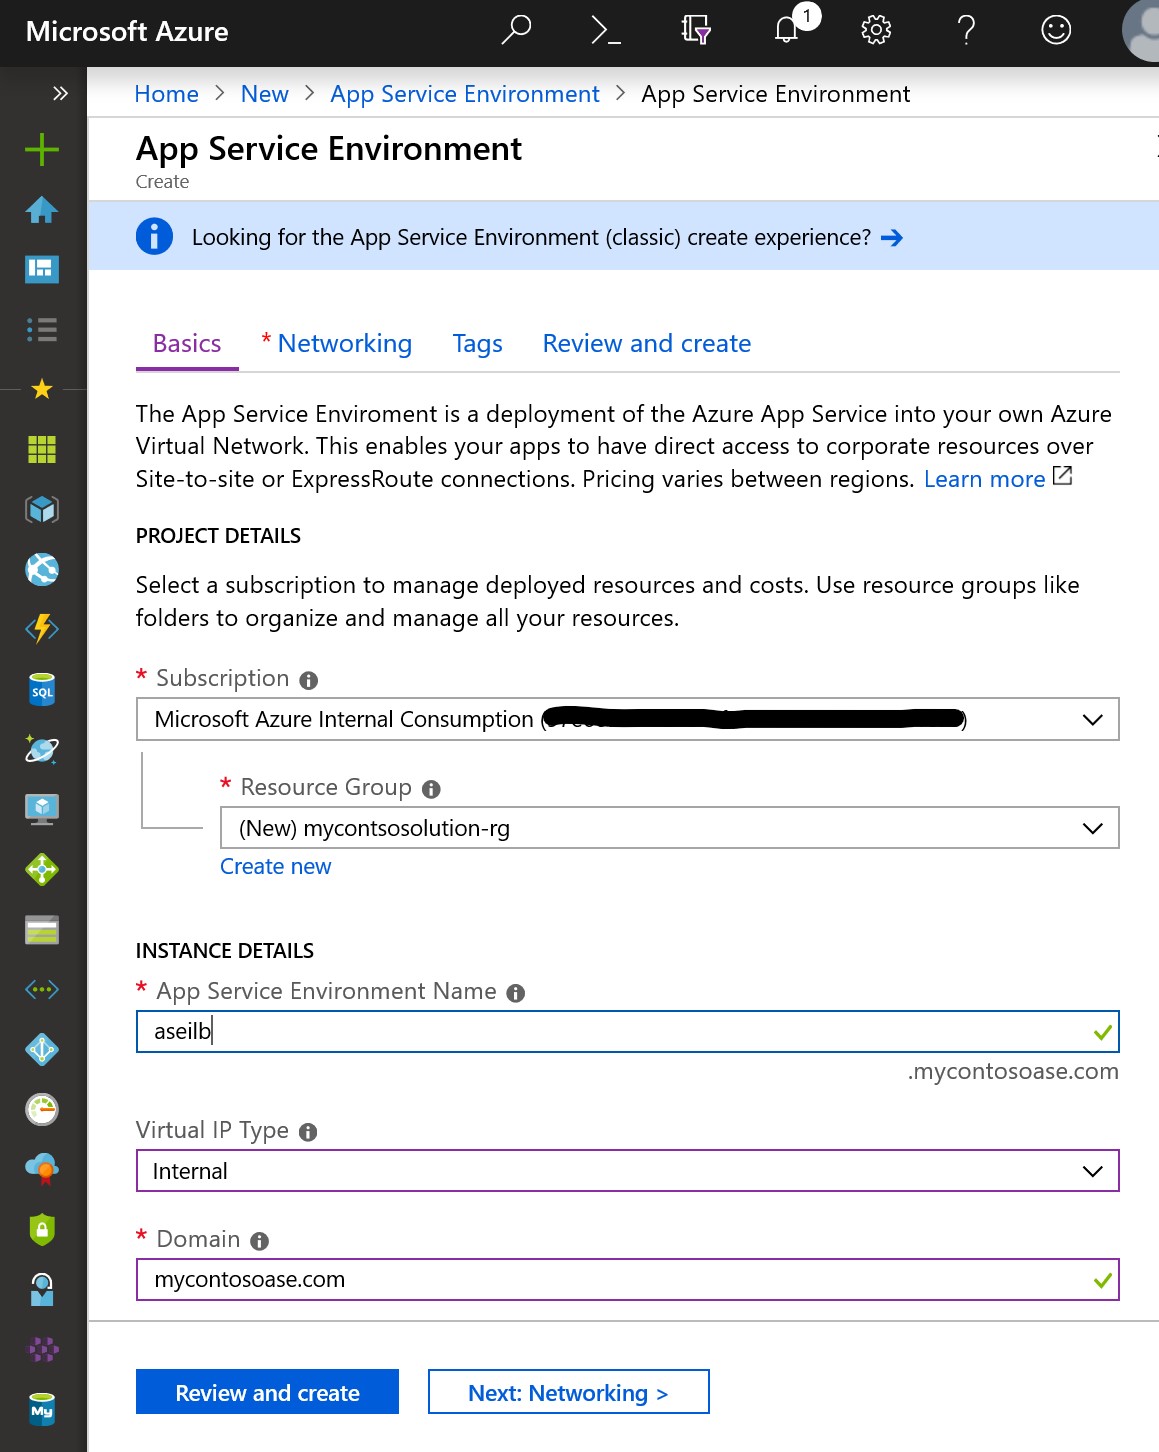 Microsoft Azure
1
Home > New > App Service Environment > App Service Environment
App Service Environment
Create
Looking for the App Service Environment (classic) create experience? →
Basics * Networking Tags Review and create
The App Service Enviroment is a deployment of the Azure App Service into your own Azure
Virtual Network. This enables your apps to have direct access to corporate resources over
Site-to-site or ExpressRoute connections. Pricing varies between regions. Learn more
PROJECT DETAILS
Select a subscription to manage deployed resources and costs. Use resource groups like
folders to organize and manage all your resources.
* Subscription
Microsoft Azure Internal Consumption ( )
* Resource Group
(New) mycontsosolution-rg
Create new
INSTANCE DETAILS
* App Service Environment Name
aseilb
.mycontosoase.com
Virtual IP Type
Internal
* Domain
mycontosoase.com
Review and create
Next: Networking >
SQL
My